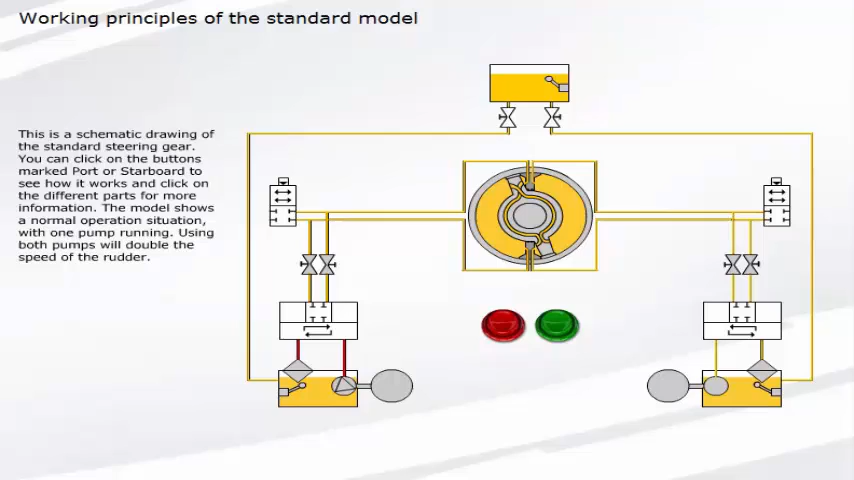 Working principles of the standard model
This is a schematic drawing of
the standard steering gear.
You can click on the buttons
marked Port or Starboard to
see how it works and click on
the different parts for more
information. The model shows
a normal operation situation,
with one pump running. Using
both pumps will double the
speed of the rudder.